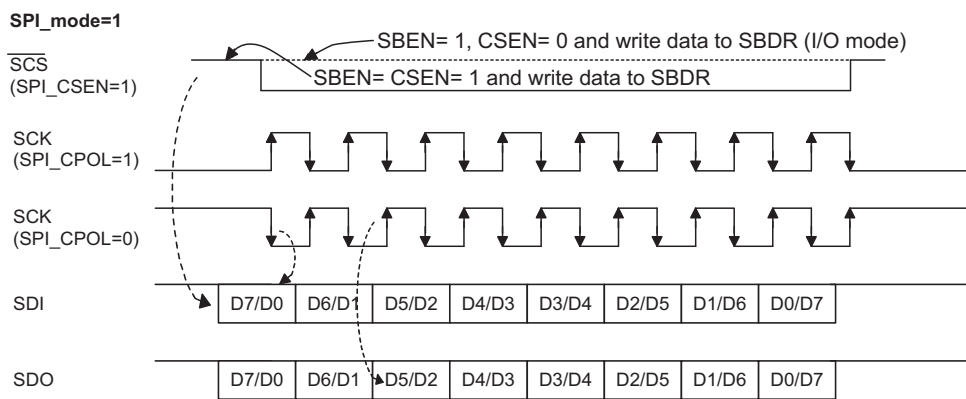 SPI_mode=1
SBEN= 1, CSEN= 0 and write data to SBDR (I/O mode)
SCS
(SPI_CSEN=1)
SBEN= CSEN= 1 and write data to SBDR
SCK
(SPI_CPOL=1)
SCK
(SPI_CPOL=0)
SDI D7/D0 D6/D1 D5/D2 D4/D3 D3/D4 D2/D5 D1/D6 D0/D7
SDO D7/D0 D6/D1 D5/D2 D4/D3 D3/D4 D2/D5 D1/D6 D0/D7